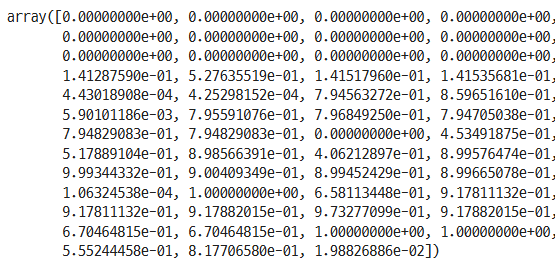 array([0.00000000e+00, 0.00000000e+00, 0.00000000e+00, 0.00000000e+00,
0.00000000e+00, 0.00000000e+00, 0.00000000e+00, 0.00000000e+00,
0.00000000e+00, 0.00000000e+00, 0.00000000e+00, 0.00000000e+00,
1.41287590e-01, 5.27635519e-01, 1.41517960e-01, 1.41535681e-01,
4.43018908e-04, 4.25298152e-04, 7.94563272e-01, 8.59651610e-01,
5.90101186e-03, 7.95591076e-01, 7.96849250e-01, 7.94705038e-01,
7.94829083e-01, 7.94829083e-01, 0.00000000e+00, 4.53491875e-01,
5.17889104e-01, 8.98566391e-01, 4.06212897e-01, 8.99576474e-01,
9.99344332e-01, 9.00409349e-01, 8.99452429e-01, 8.99665078e-01,
1.06324538e-04, 1.00000000e+00, 6.58113448e-01, 9.17811132e-01,
9.17811132e-01, 9.17882015e-01, 9.73277099e-01, 9.17882015e-01,
6.70464815e-01, 6.70464815e-01, 1.00000000e+00, 1.00000000e+00,
5.55244458e-01, 8.17706580e-01, 1.98826886e-02])